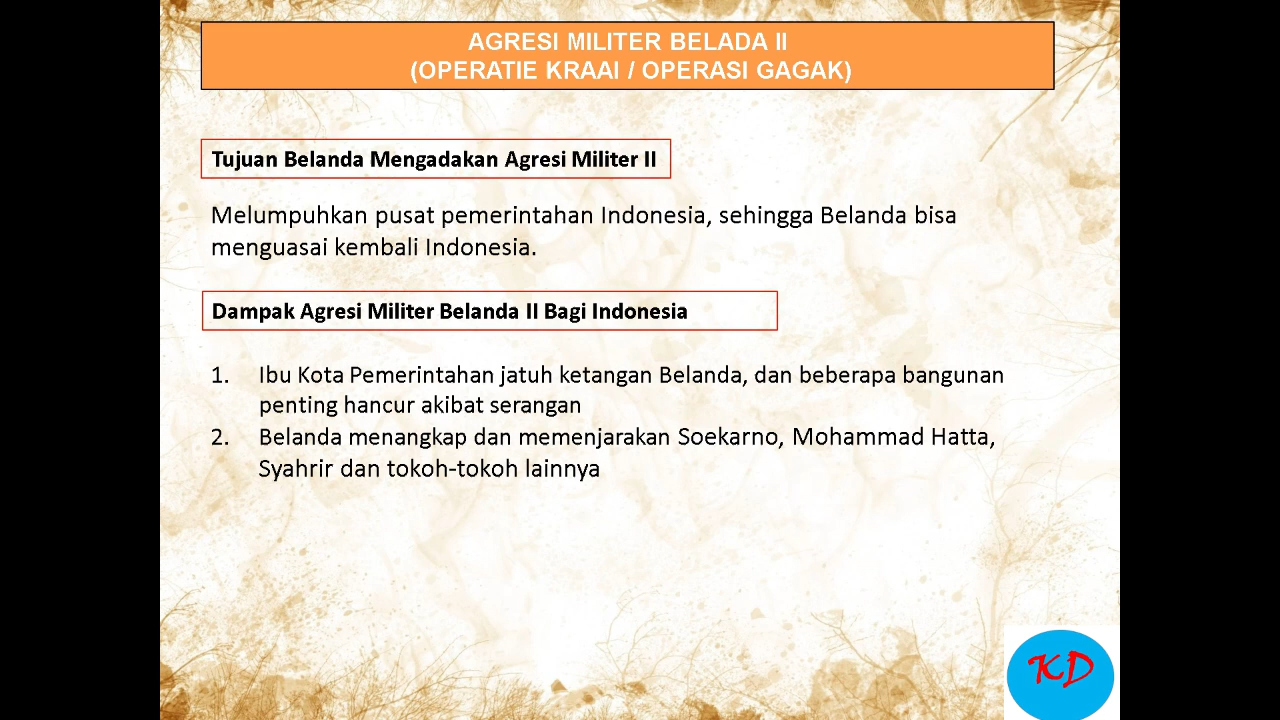 AGRESI MILITER BELADA II
(OPERATIE KRAAI / OPERASI GAGAK)
Tujuan Belanda Mengadakan Agresi Militer II
Melumpuhkan pusat pemerintahan Indonesia, sehingga Belanda bisa
menguasai kembali Indonesia.
Dampak Agresi Militer Belanda II Bagi Indonesia
1. Ibu Kota Pemerintahan jatuh ketangan Belanda, dan beberapa bangunan
penting hancur akibat serangan
2. Belanda menangkap dan memenjarakan Soekarno, Mohammad Hatta,
Syahrir dan tokoh-tokoh lainnya
KD